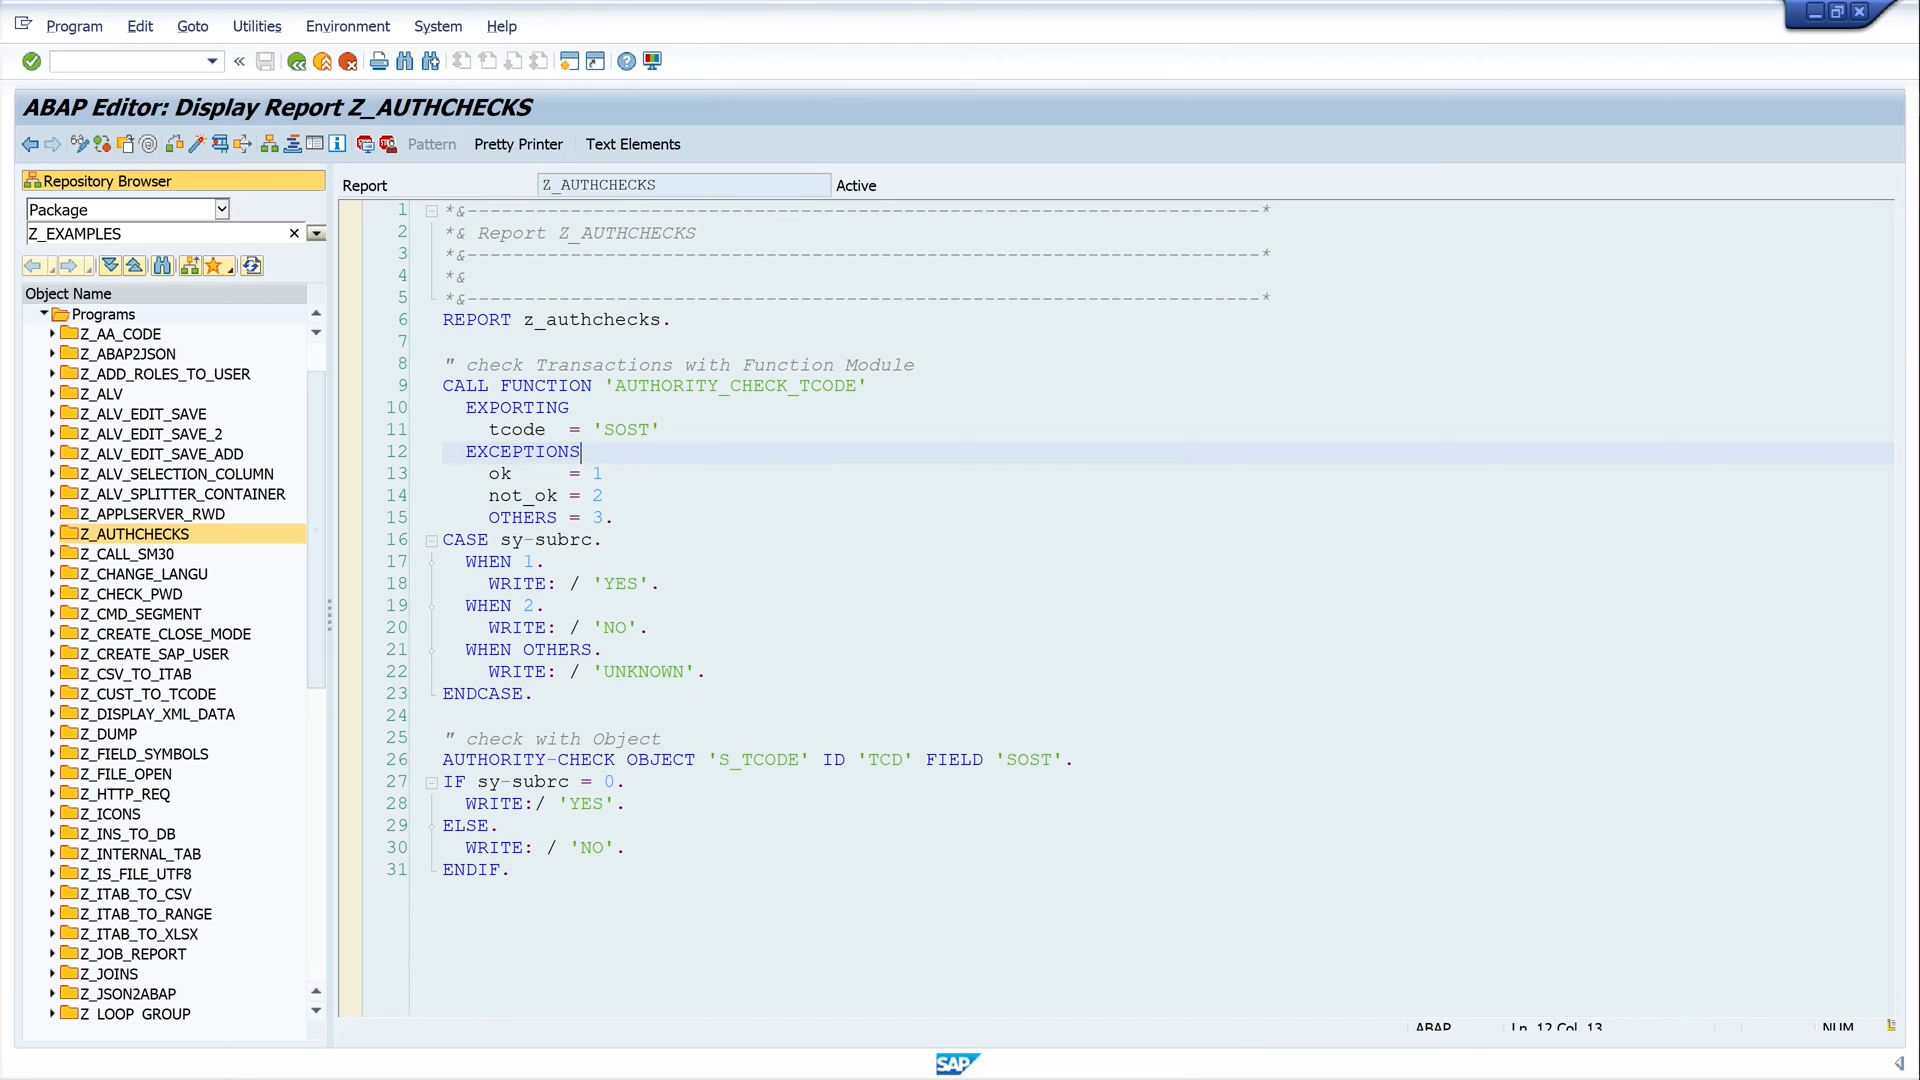 Program Edit Goto Utilities Environment System Help
ABAP Editor: Display Report Z_AUTHCHECKS
Pattern Pretty Printer Text Elements
Repository Browser
Package
Z_EXAMPLES
Object Name
Programs
Z_AA_CODE
Z_ABAP2JSON
Z_ADD_ROLES_TO_USER
Z_ALV
Z_ALV_EDIT_SAVE
Z_ALV_EDIT_SAVE_2
Z_ALV_EDIT_SAVE_ADD
Z_ALV_SELECTION_COLUMN
Z_ALV_SPLITTER_CONTAINER
Z_APPLSERVER_RWD
Z_AUTHCHECKS
Z_CALL_SM30
Z_CHANGE_LANGU
Z_CHECK_PWD
Z_CMD_SEGMENT
Z_CREATE_CLOSE_MODE
Z_CREATE_SAP_USER
Z_CSV_TO_ITAB
Z_CUST_TO_TCODE
Z_DISPLAY_XML_DATA
Z_DUMP
Z_FIELD_SYMBOLS
Z_FILE_OPEN
Z_HTTP_REQ
Z_ICONS
Z_INS_TO_DB
Z_INTERNAL_TAB
Z_IS_FILE_UTF8
Z_ITAB_TO_CSV
Z_ITAB_TO_RANGE
Z_ITAB_TO_XLSX
Z_JOB_REPORT
Z_JOINS
Z_JSON2ABAP
Z_LOOP_GROUP
Report Z_AUTHCHECKS Active
1 *&---------------------------------------------------------------------*
2 *& Report Z_AUTHCHECKS
3 *&---------------------------------------------------------------------*
4 *&
5 *&---------------------------------------------------------------------*
6 REPORT z_authchecks.
7
8 " check Transactions with Function Module
9 CALL FUNCTION 'AUTHORITY_CHECK_TCODE'
10 EXPORTING
11 tcode = 'SOST'
12 EXCEPTIONS
13 ok = 1
14 not_ok = 2
15 OTHERS = 3.
16 CASE sy-subrc.
17 WHEN 1.
18 WRITE: / 'YES'.
19 WHEN 2.
20 WRITE: / 'NO'.
21 WHEN OTHERS.
22 WRITE: / 'UNKNOWN'.
23 ENDCASE.
24
25 " check with Object
26 AUTHORITY-CHECK OBJECT 'S_TCODE' ID 'TCD' FIELD 'SOST'.
27 IF sy-subrc = 0.
28 WRITE:/ 'YES'.
29 ELSE.
30 WRITE: / 'NO'.
31 ENDIF.
ABAP Ln 12 Col 13 NUM
SAP